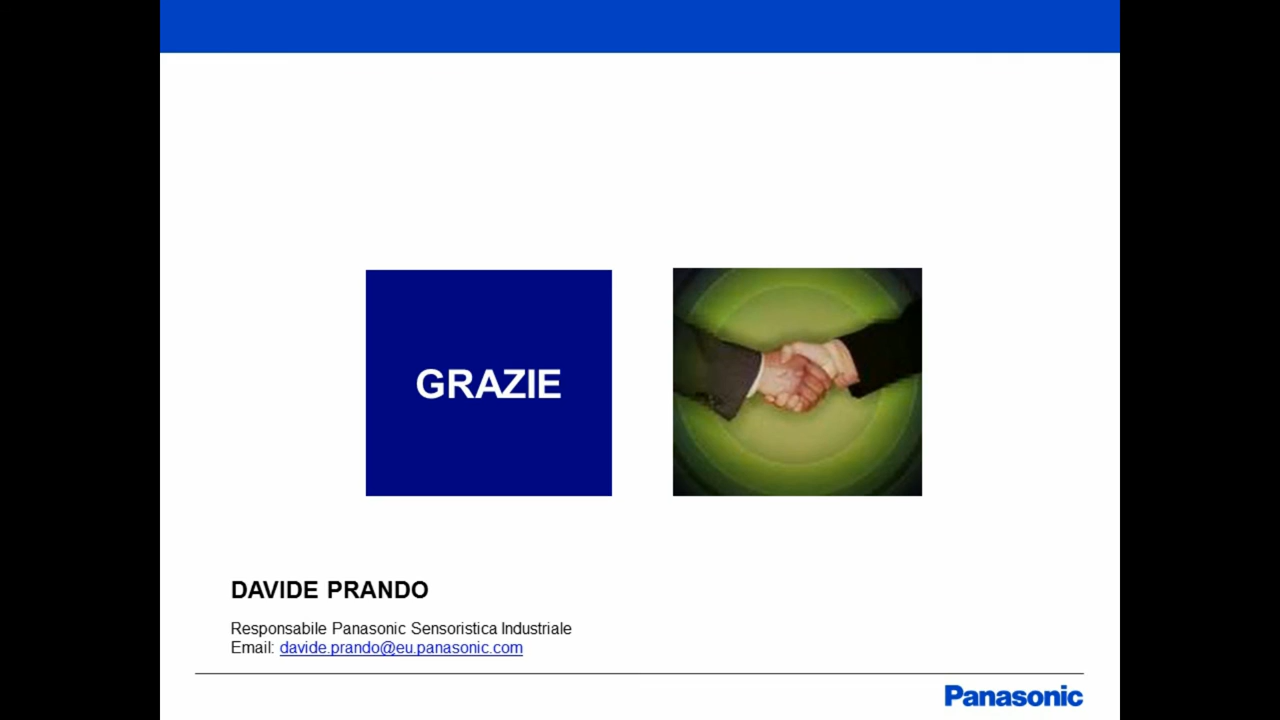 GRAZIE
DAVIDE PRANDO
Responsabile Panasonic Sensoristica Industriale
Email: davide.prando@eu.panasonic.com
Panasonic